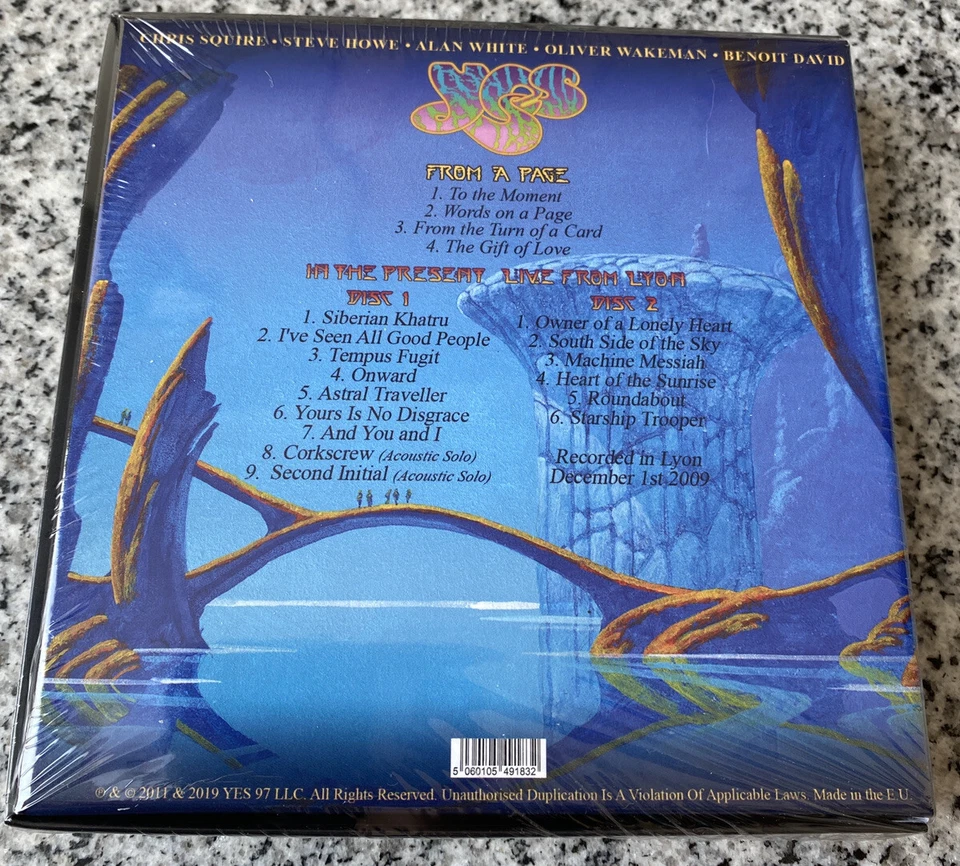 CHRIS SQUIRE • STEVE HOWE • ALAN WHITE • OLIVER WAKEMAN • BENOIT DAVID
YES
FROM A PAGE
1. To the Moment
2. Words on a Page
3. From the Turn of a Card
4. The Gift of Love
IN THE PRESENT LIVE FROM LYON
DISC 1
1. Siberian Khatru
2. I've Seen All Good People
3. Tempus Fugit
4. Onward
5. Astral Traveller
6. Yours Is No Disgrace
7. And You and I
8. Corkscrew (Acoustic Solo)
9. Second Initial (Acoustic Solo)
DISC 2
1. Owner of a Lonely Heart
2. South Side of the Sky
3. Machine Messiah
4. Heart of the Sunrise
5. Roundabout
6. Starship Trooper
Recorded in Lyon
December 1st 2009
5 060105 491832
℗ & © 2011 & 2019 YES 97 LLC. All Rights Reserved. Unauthorised Duplication Is A Violation Of Applicable Laws. Made in the E U.